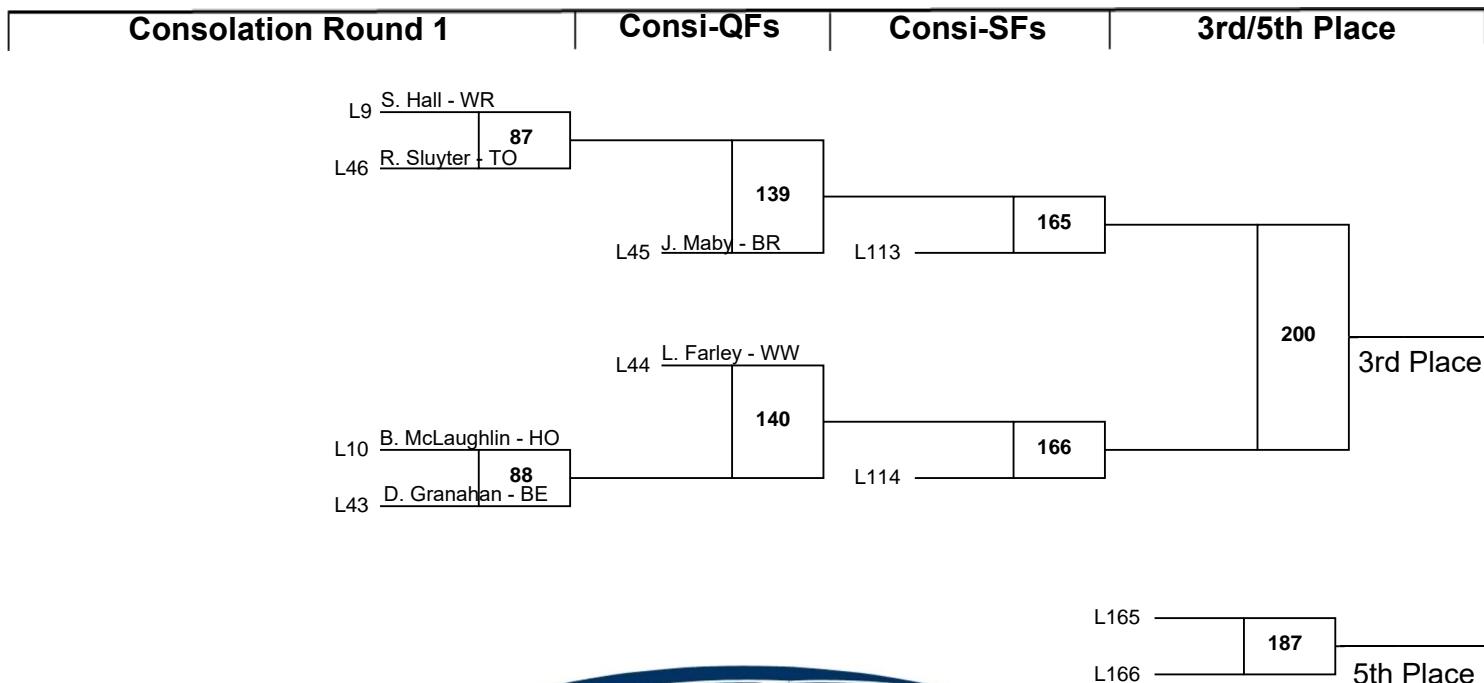 Consolation Round 1 Consi-QFs Consi-SFs 3rd/5th Place
L9 S. Hall - WR
87
L46 R. Sluyter - TO
139
165
L45 J. Maby - BR
L113
200
L44 L. Farley - WW
3rd Place
140
L10 B. McLaughlin - HO
166
88
L114
L43 D. Granahan - BE
L165
187
L166
5th Place